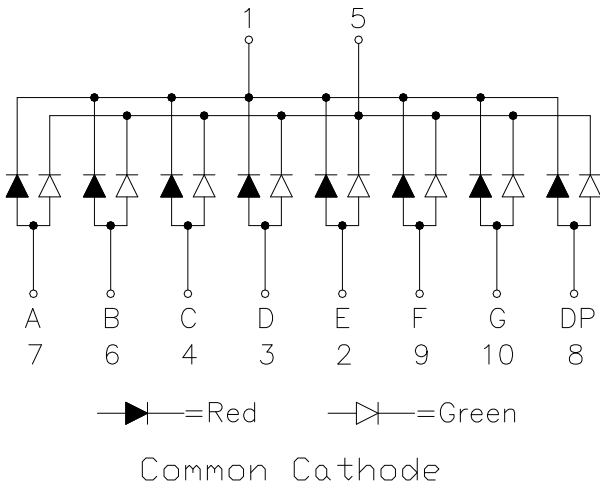 1 5
A B C D E F G DP
7 6 4 3 2 9 10 8
=Red =Green
Common Cathode